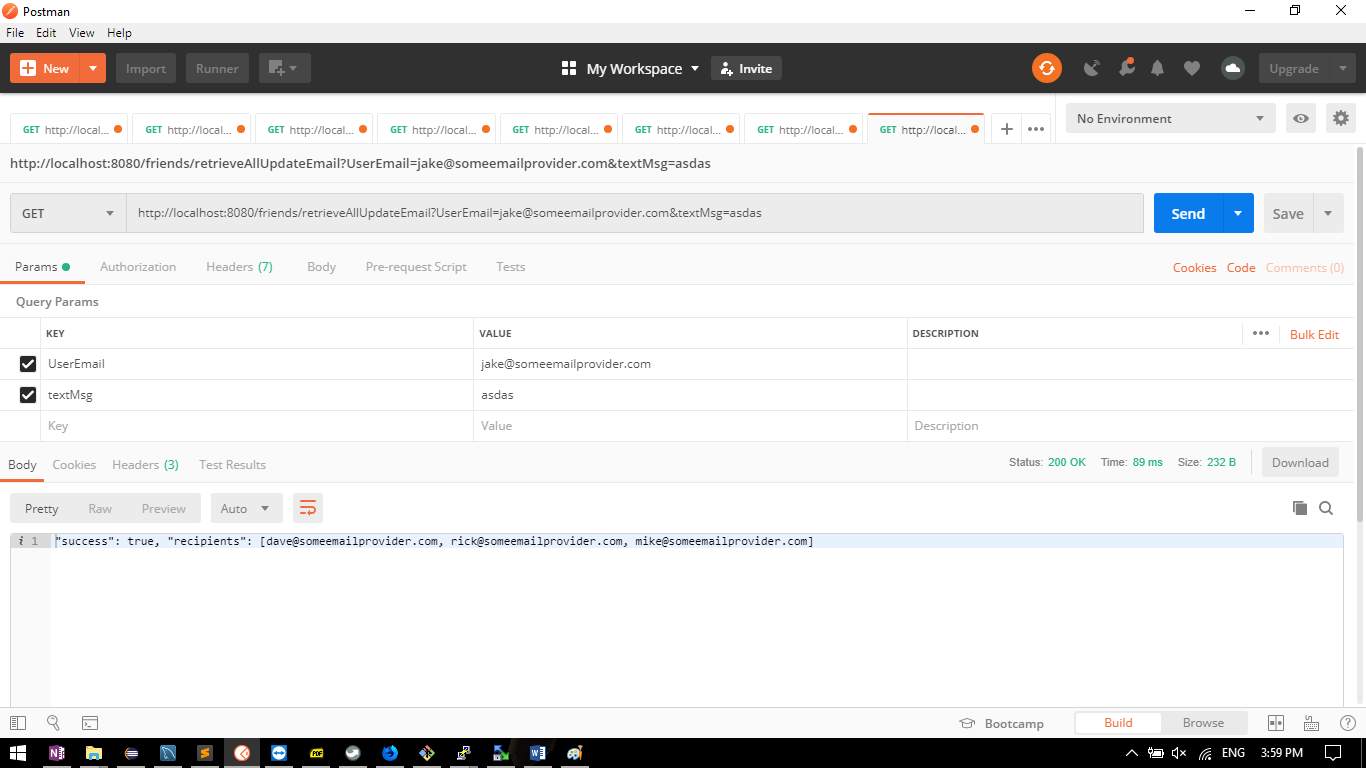 Postman
File Edit View Help
New Import Runner My Workspace Invite Upgrade
GET http://local... GET http://local... GET http://local... GET http://local... GET http://local... GET http://local... GET http://local... GET http://local... No Environment
http://localhost:8080/friends/retrieveAllUpdateEmail?UserEmail=jake@someemailprovider.com&textMsg=asdas
GET http://localhost:8080/friends/retrieveAllUpdateEmail?UserEmail=jake@someemailprovider.com&textMsg=asdas Send Save
Params Authorization Headers (7) Body Pre-request Script Tests Cookies Code Comments (0)
Query Params
KEY VALUE DESCRIPTION Bulk Edit
UserEmail jake@someemailprovider.com
textMsg asdas
Key Value Description
Body Cookies Headers (3) Test Results Status: 200 OK Time: 89 ms Size: 232 B Download
Pretty Raw Preview Auto
i 1 "success": true, "recipients": [dave@someemailprovider.com, rick@someemailprovider.com, mike@someemailprovider.com]
Bootcamp Build Browse
PDF ENG 3:59 PM